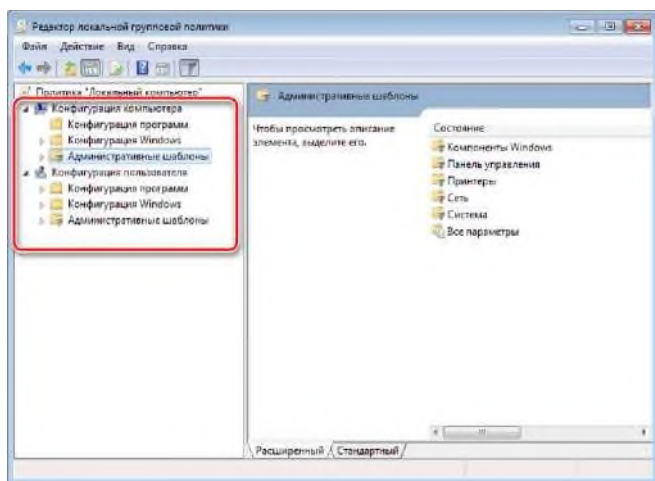 Редактор локальной групповой политики
Файл Действие Вид Справка
Политика "Локальный компьютер"
Конфигурация компьютера
Конфигурация программ
Конфигурация Windows
Административные шаблоны
Конфигурация пользователя
Конфигурация программ
Конфигурация Windows
Административные шаблоны
Административные шаблоны
Чтобы просмотреть описание
элемента, выделите его.
Состояние
Компоненты Windows
Панель управления
Принтеры
Сеть
Система
Все параметры
Расширенный
Стандартный